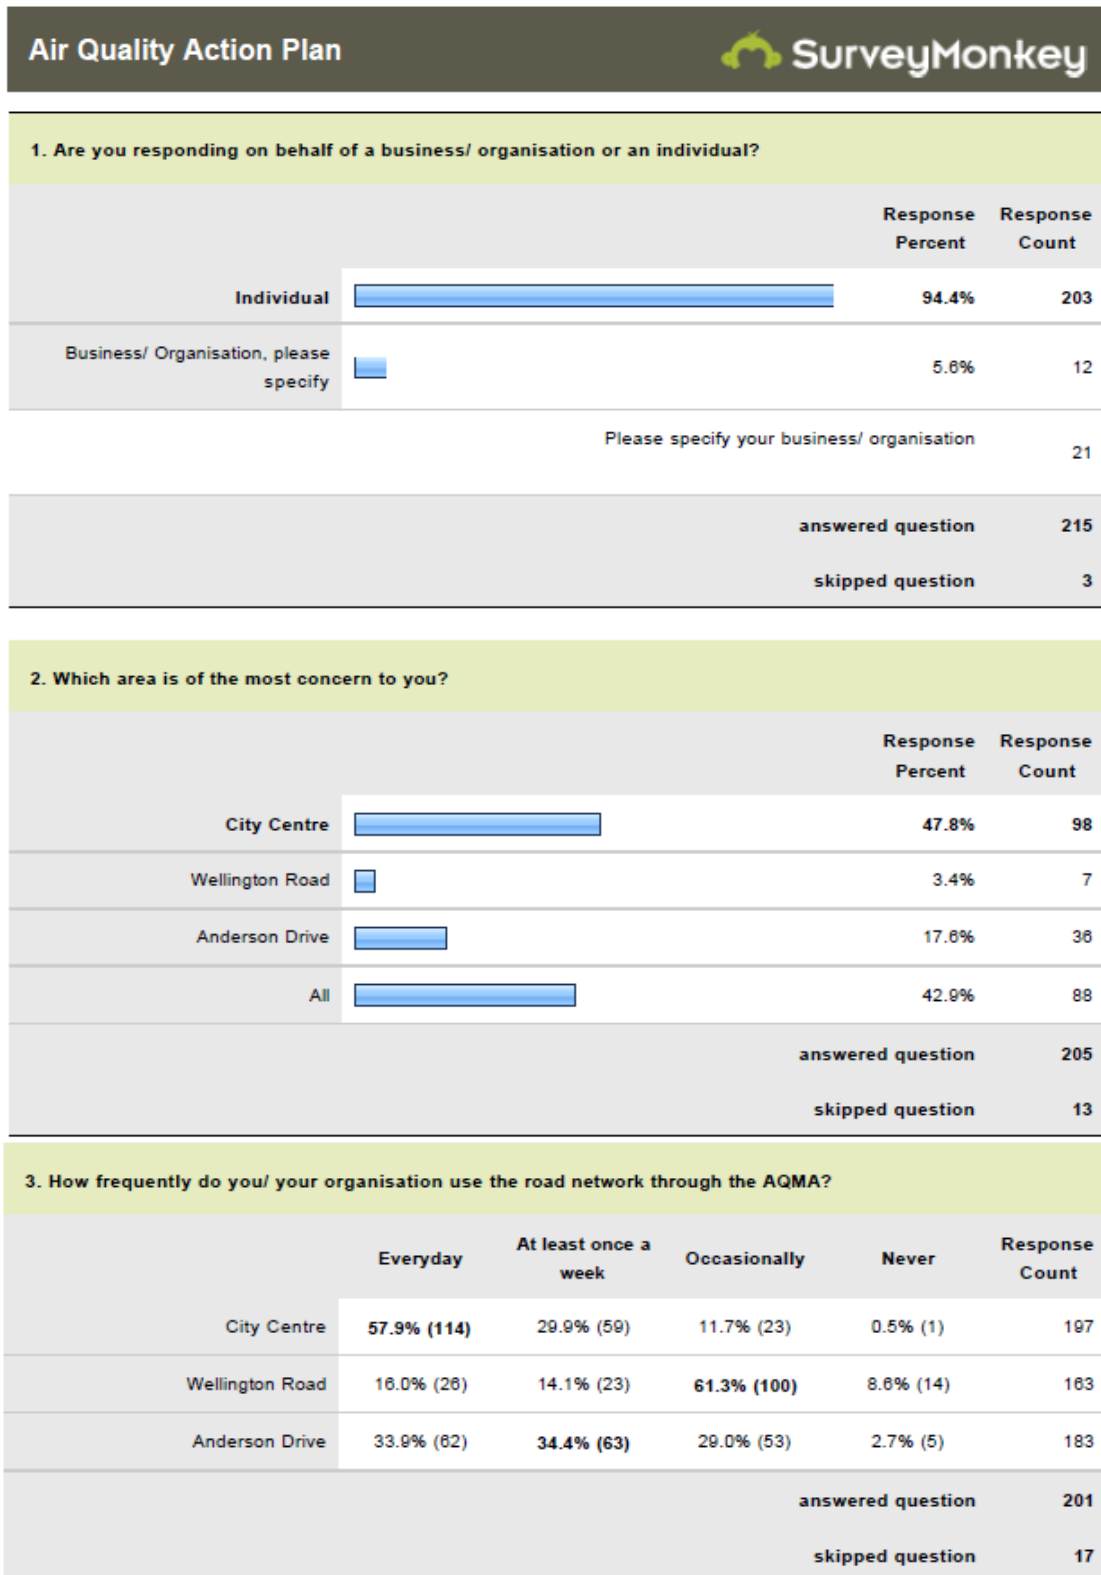 Air Quality Action Plan
SurveyMonkey
1. Are you responding on behalf of a business/ organisation or an individual?
Response Percent Response Count
Individual 94.4% 203
Business/ Organisation, please specify 5.6% 12
Please specify your business/ organisation 21
answered question 215
skipped question 3
2. Which area is of the most concern to you?
Response Percent Response Count
City Centre 47.8% 98
Wellington Road 3.4% 7
Anderson Drive 17.6% 36
All 42.9% 88
answered question 205
skipped question 13
3. How frequently do you/ your organisation use the road network through the AQMA?
Everyday At least once a week Occasionally Never Response Count
City Centre 57.9% (114) 29.9% (59) 11.7% (23) 0.5% (1) 197
Wellington Road 16.0% (26) 14.1% (23) 61.3% (100) 8.6% (14) 163
Anderson Drive 33.9% (62) 34.4% (63) 29.0% (53) 2.7% (5) 183
answered question 201
skipped question 17